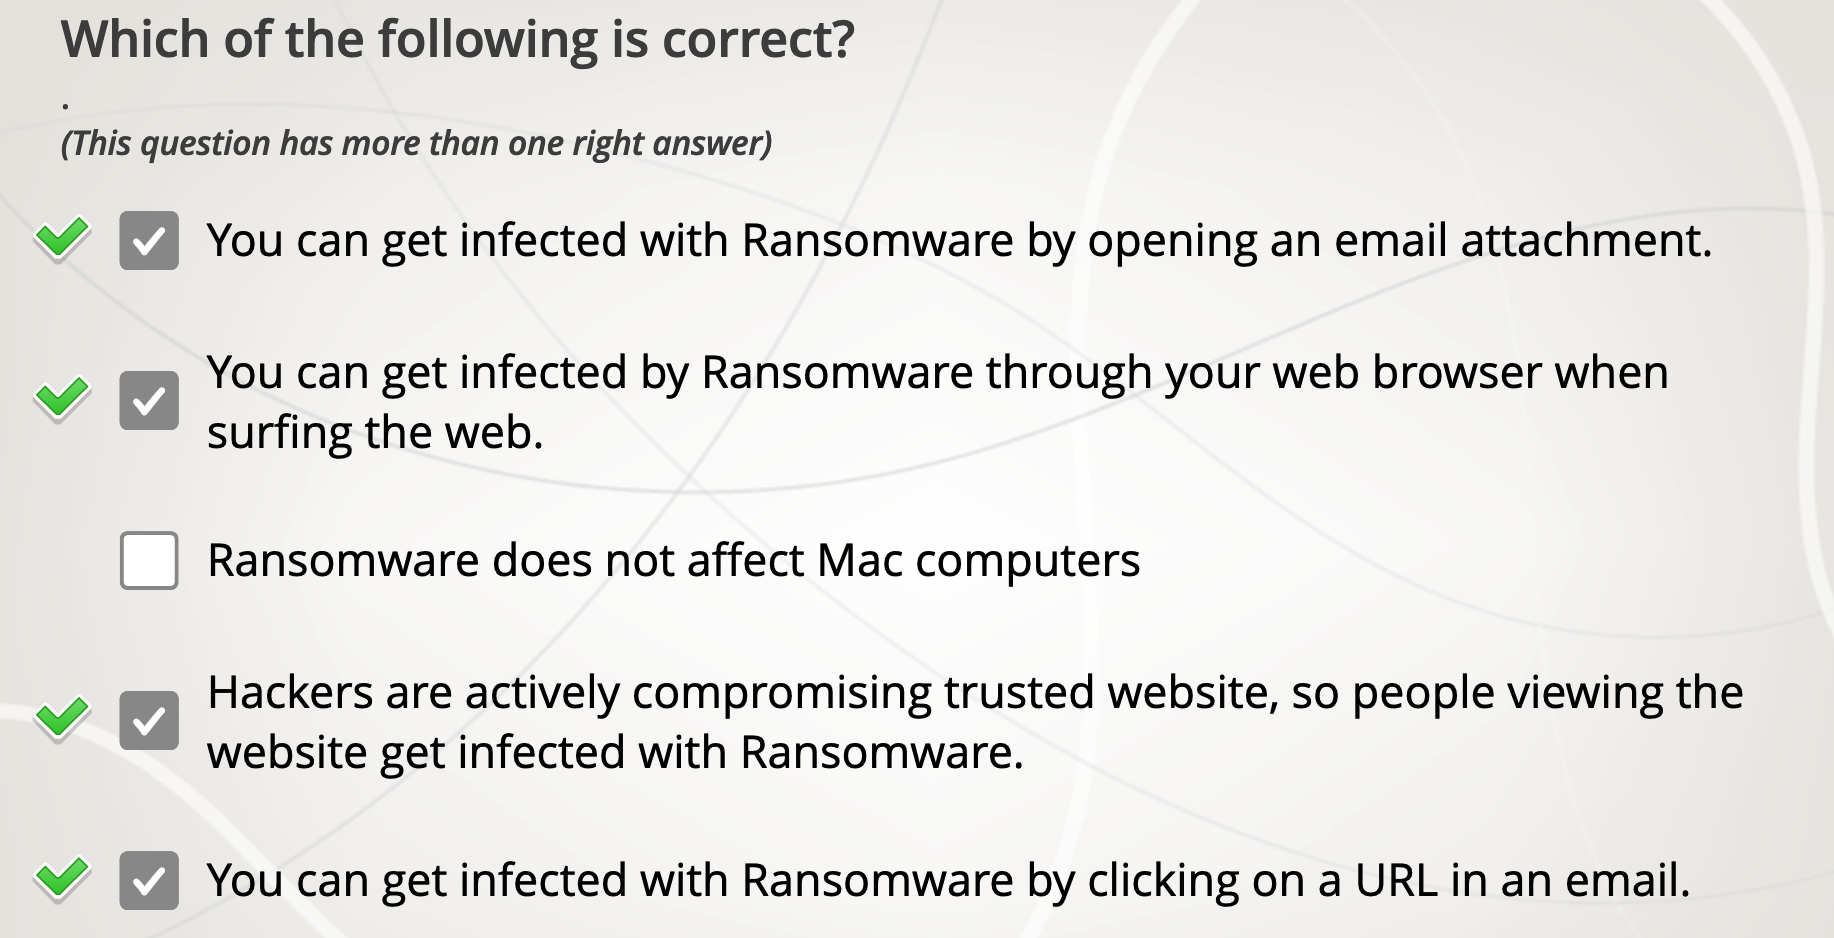 Which of the following is correct?
.
(This question has more than one right answer)
You can get infected with Ransomware by opening an email attachment.
You can get infected by Ransomware through your web browser when
surfing the web.
Ransomware does not affect Mac computers
Hackers are actively compromising trusted website, so people viewing the
website get infected with Ransomware.
You can get infected with Ransomware by clicking on a URL in an email.